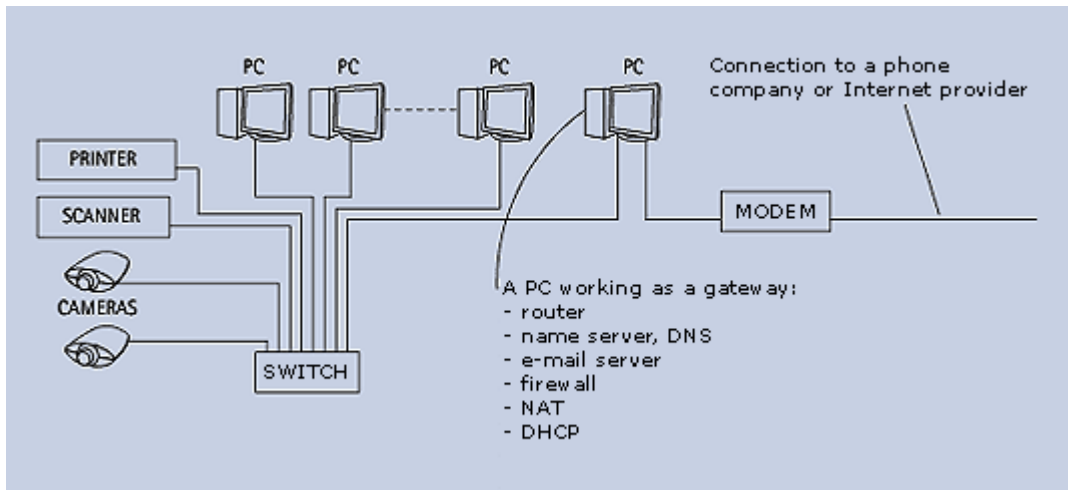 PC
PC
PC
PC
Connection to a phone
company or Internet provider
PRINTER
SCANNER
MODEM
CAMERAS
SWITCH
A PC working as a gateway:
- router
- name server, DNS
- e-mail server
- firewall
- NAT
- DHCP